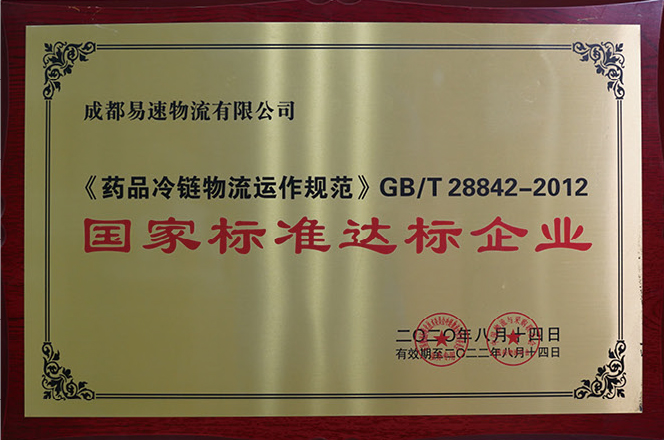 成都易速物流有限公司
《药品冷链物流运作规范》GB/T 28842-2012
国家标准达标企业
二〇二〇年八月十四日
有效期至二〇二二年八月十四日